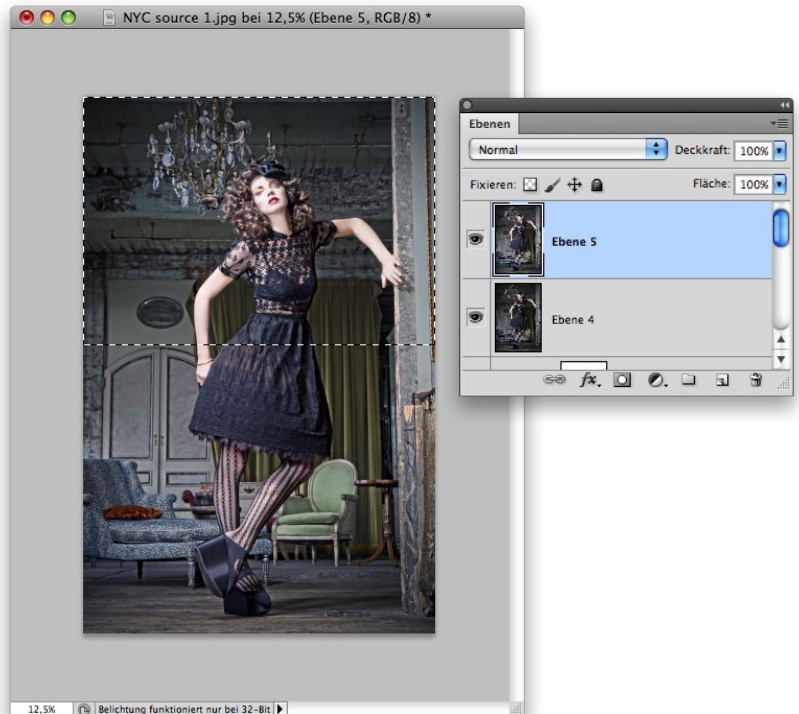 NYC source 1.jpg bei 12,5% (Ebene 5, RGB/8) *
Ebenen
Normal
Deckkraft: 100%
Fixieren:
Fläche: 100%
Ebene 5
Ebene 4
fx.
12,5%
Belichtung funktioniert nur bei 32-Bit